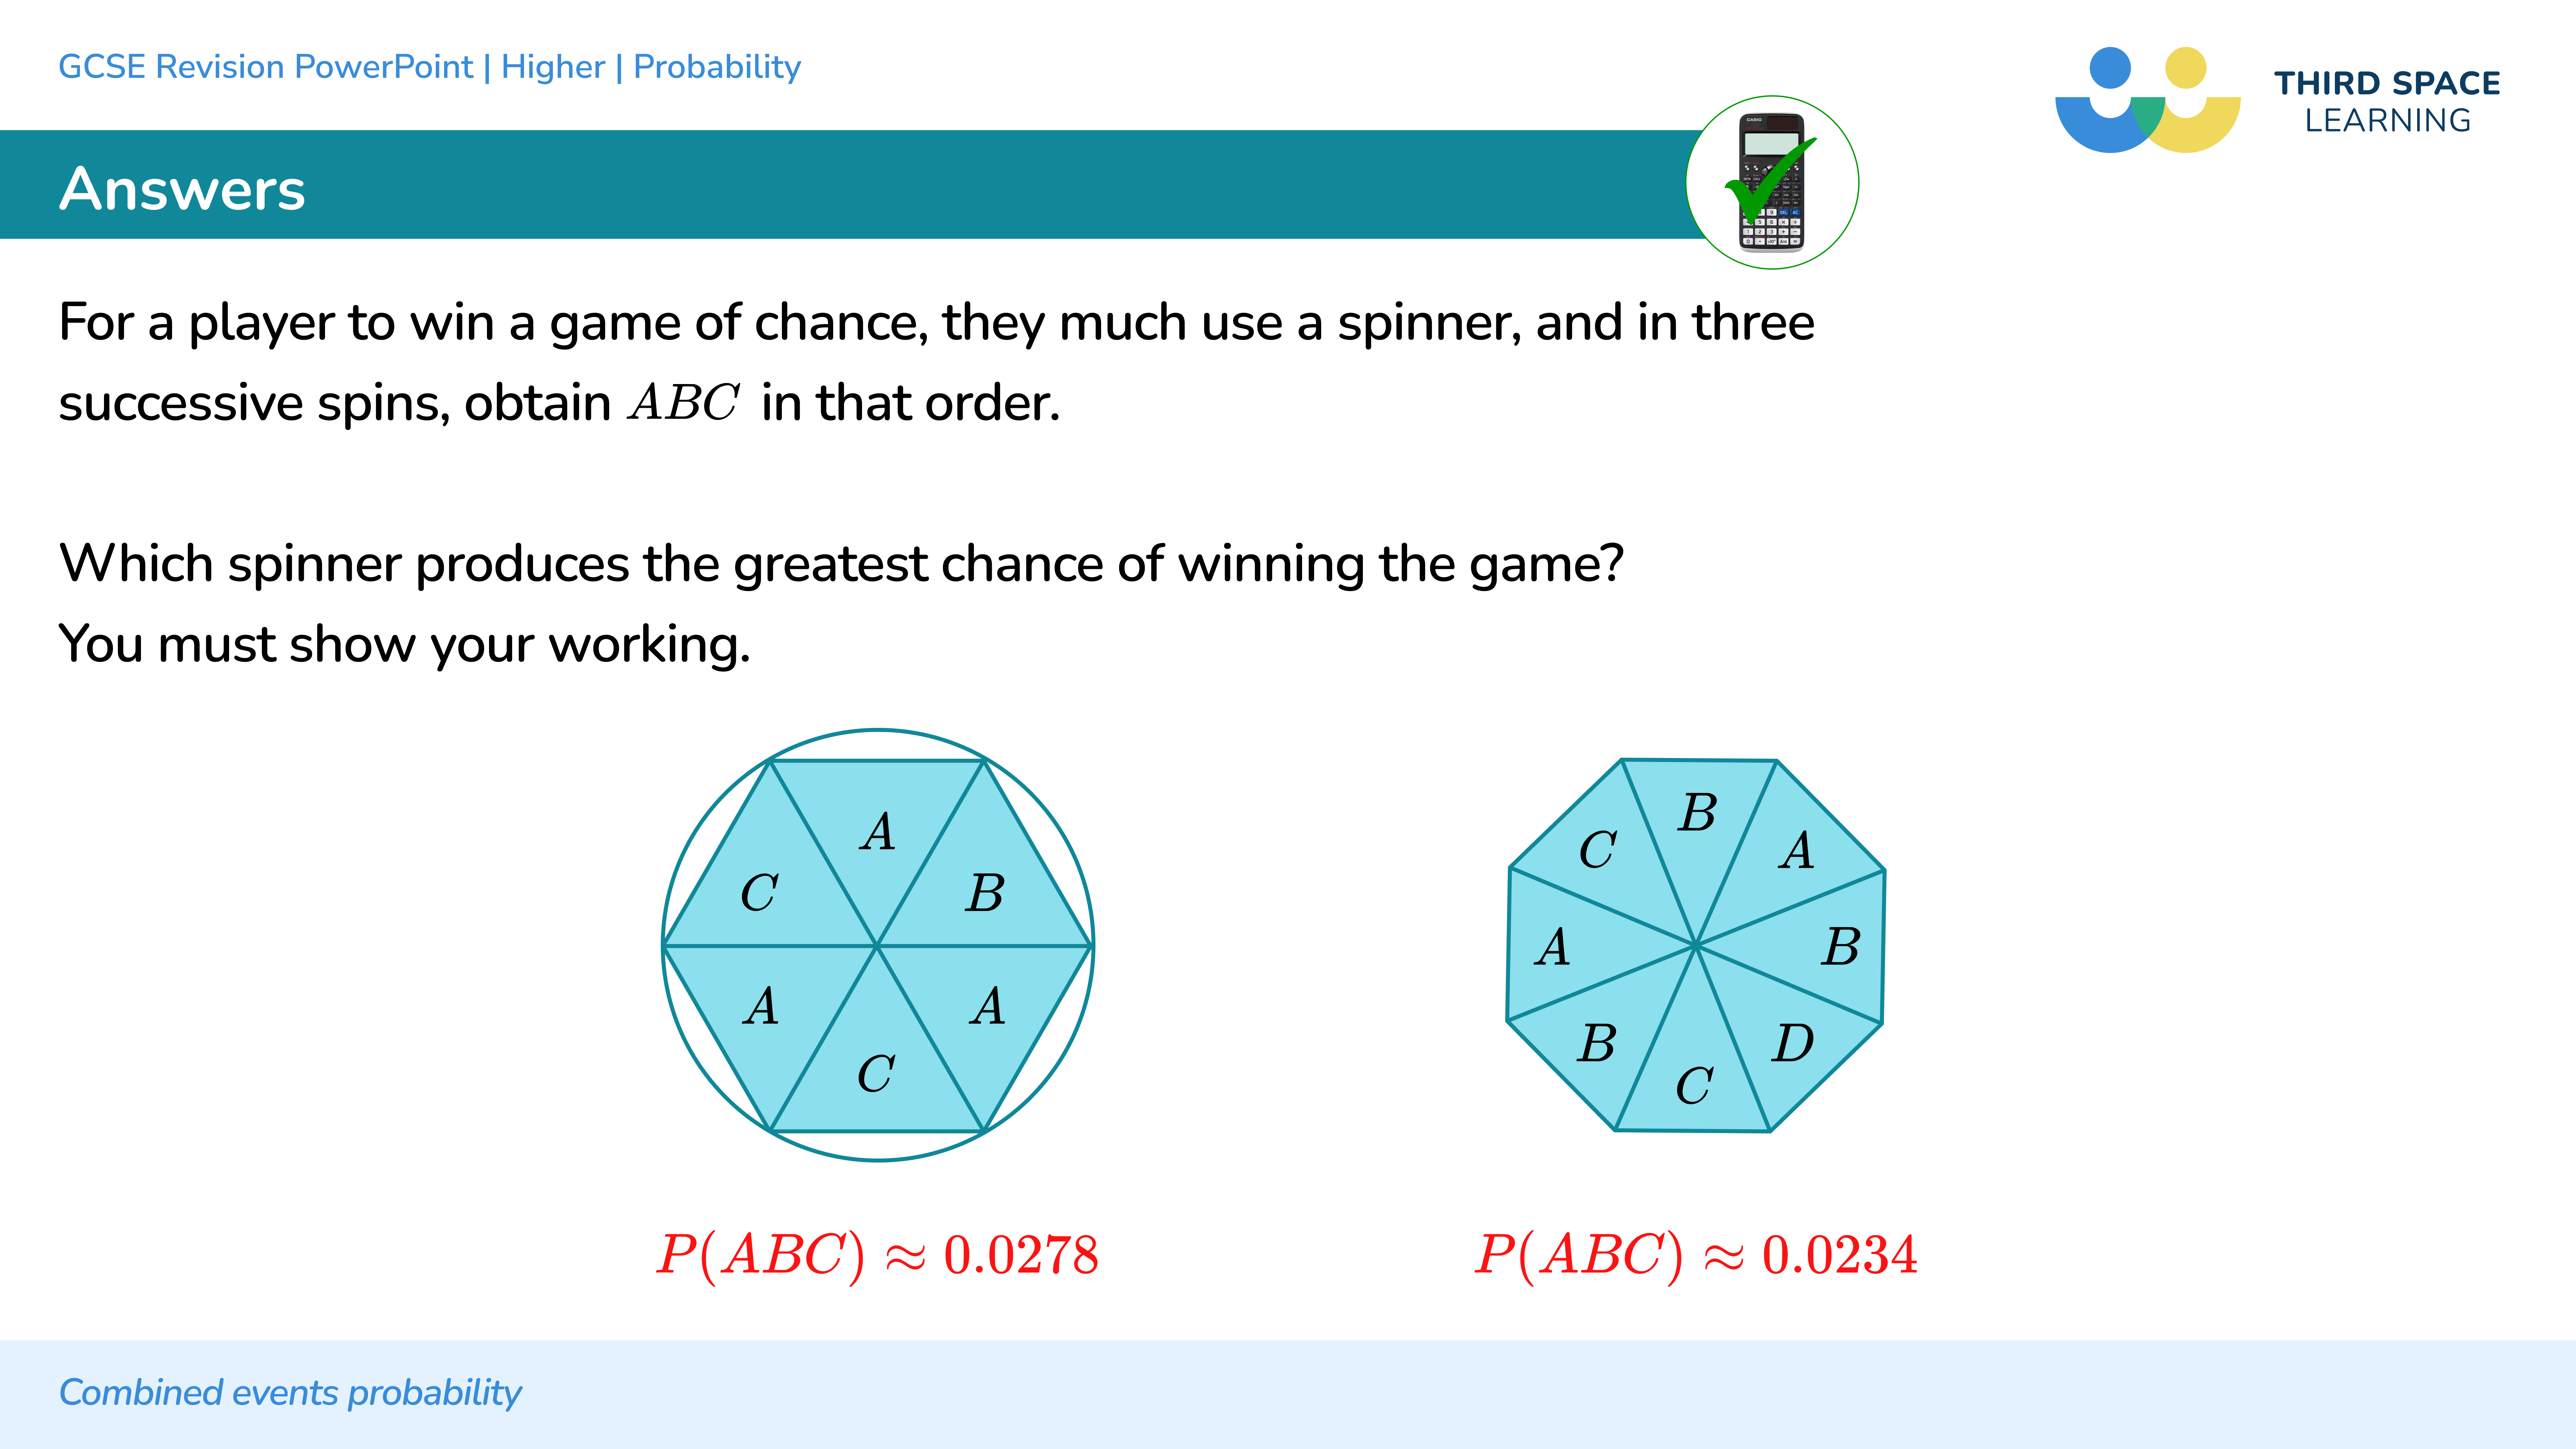 GCSE Revision PowerPoint | Higher | Probability
THIRD SPACE
LEARNING
Answers
For a player to win a game of chance, they much use a spinner, and in three
successive spins, obtain ABC in that order.
Which spinner produces the greatest chance of winning the game?
You must show your working.
A
C
B
A
A
C
B
C
A
A
B
B
D
C
P(ABC) ≈ 0.0278
P(ABC) ≈ 0.0234
Combined events probability